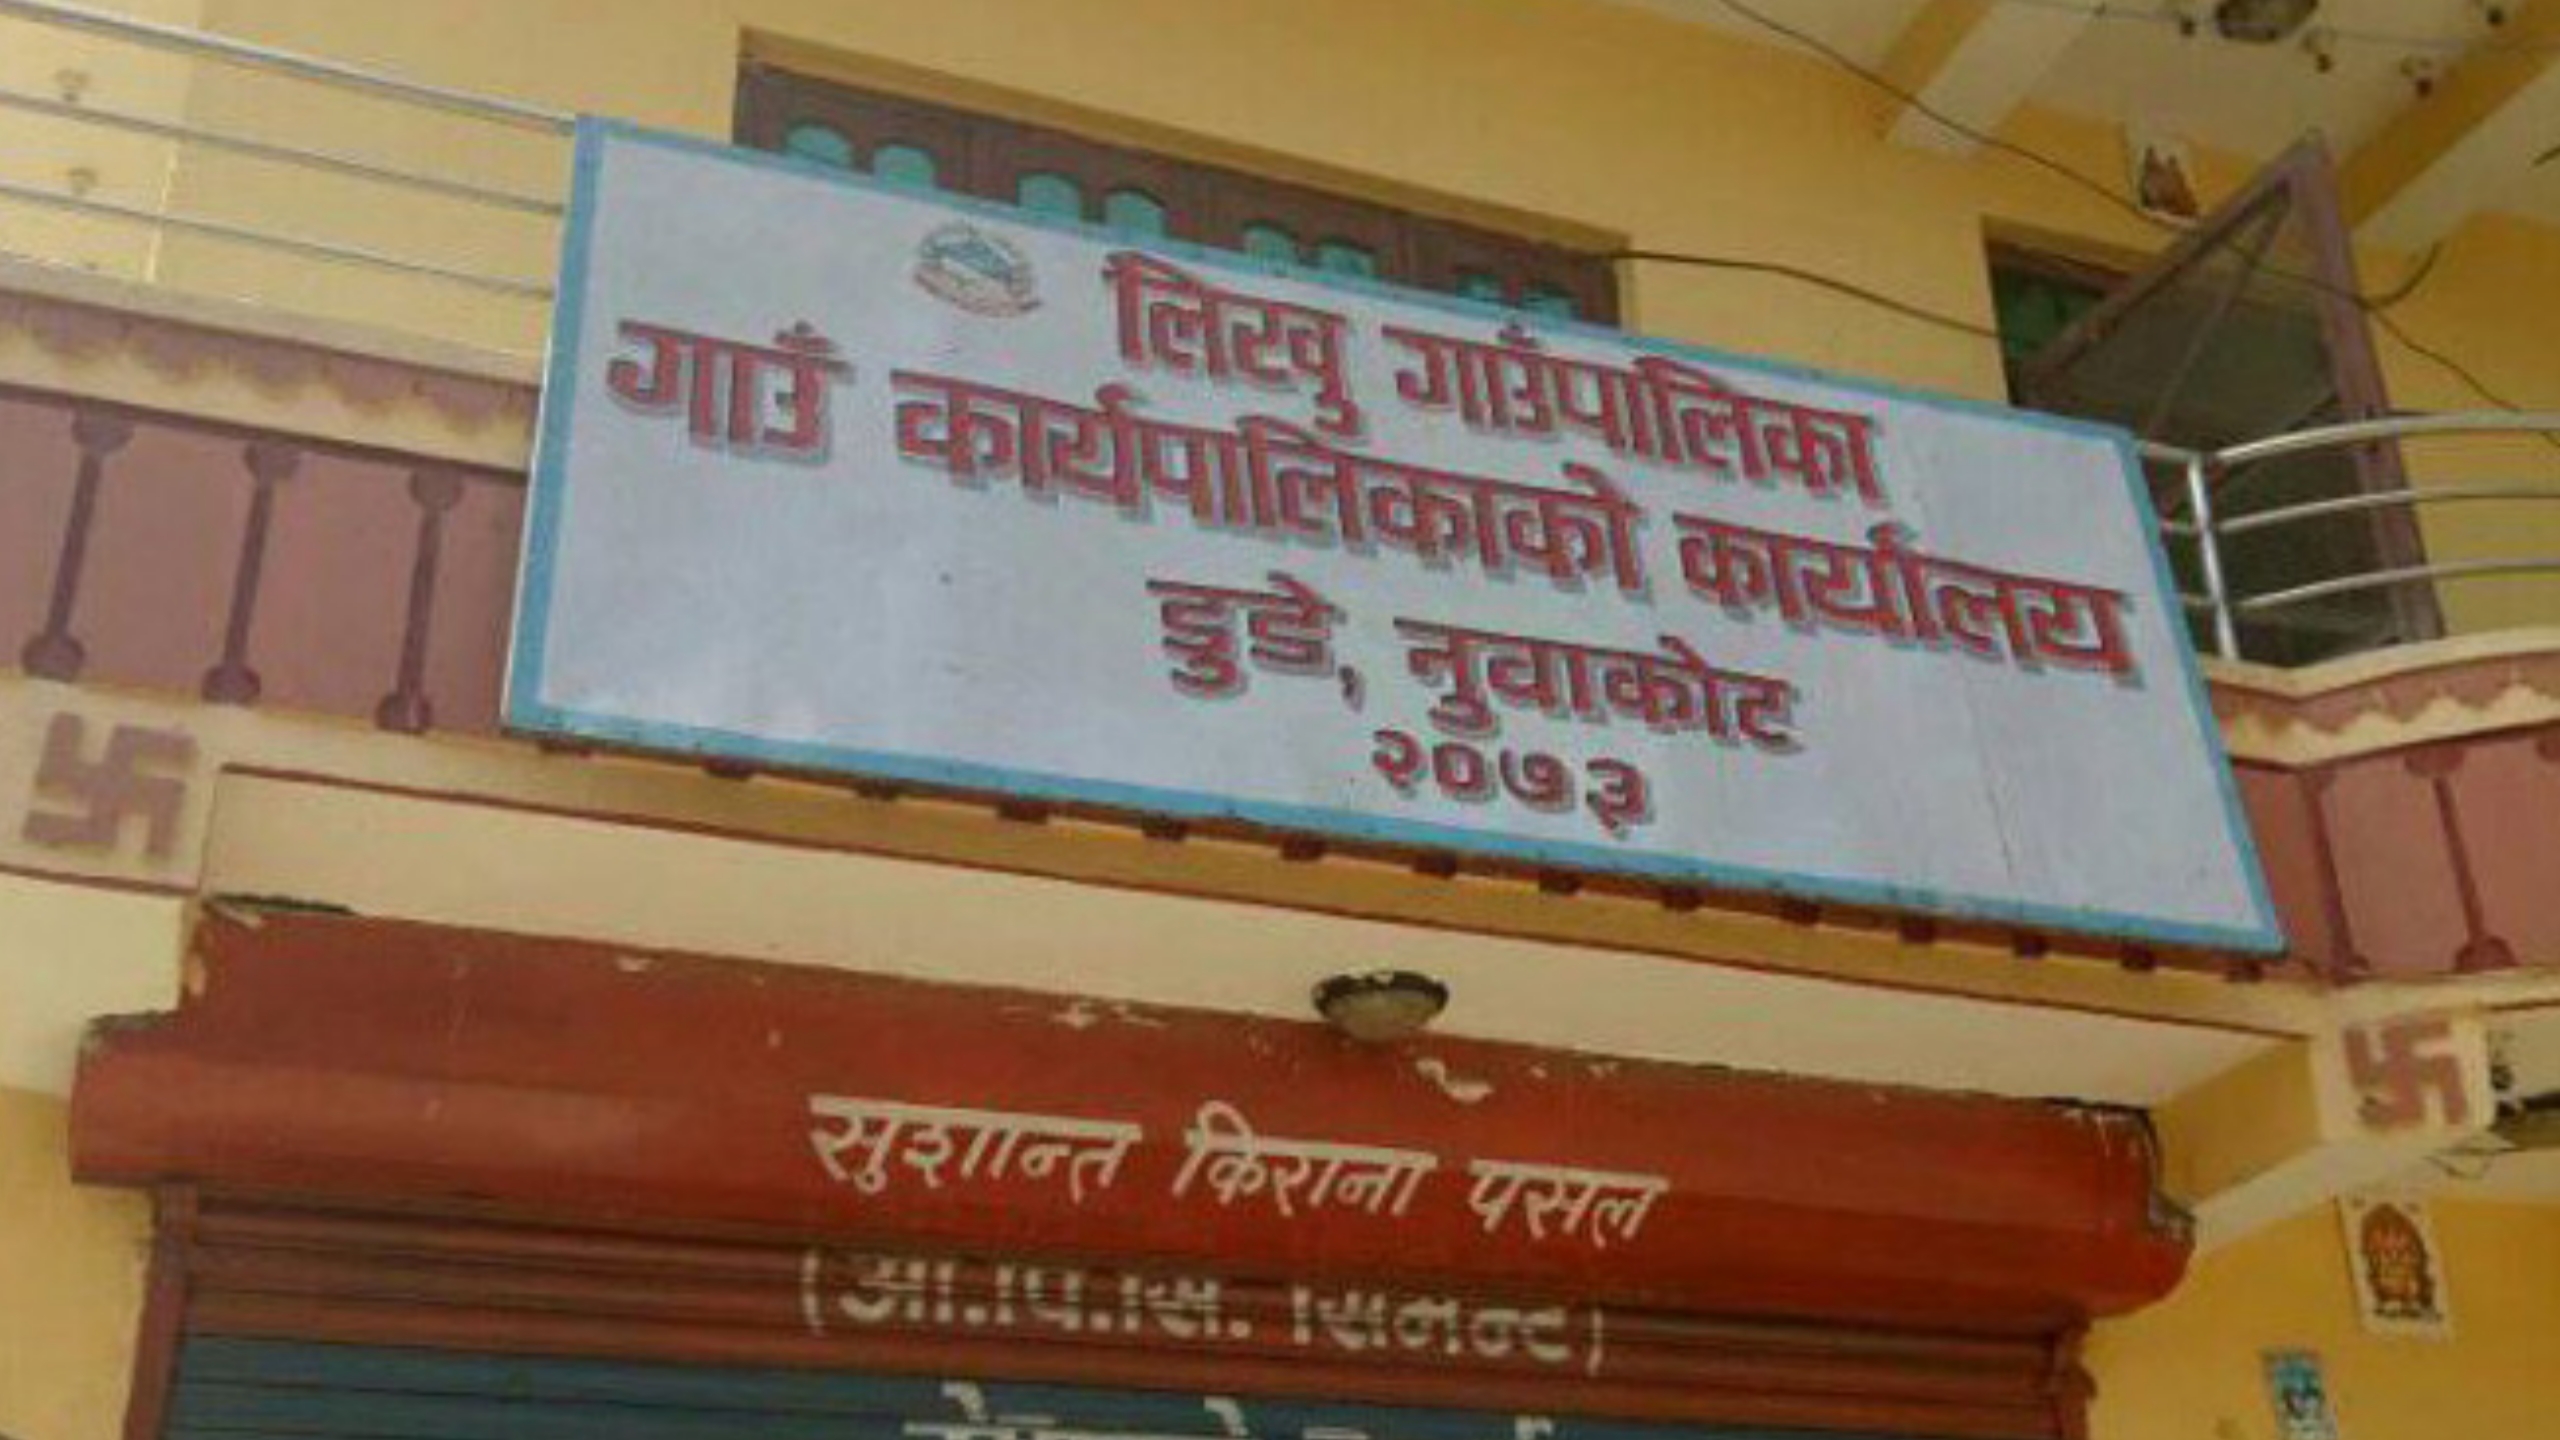 लिखु गाउँपालिका
गाउँ कार्यपालिकाको कार्यालय
डुडे, नुवाकोट
२०७३
सुशान्त किराना पसल
(ओ.पि.सि. सिमेन्ट)